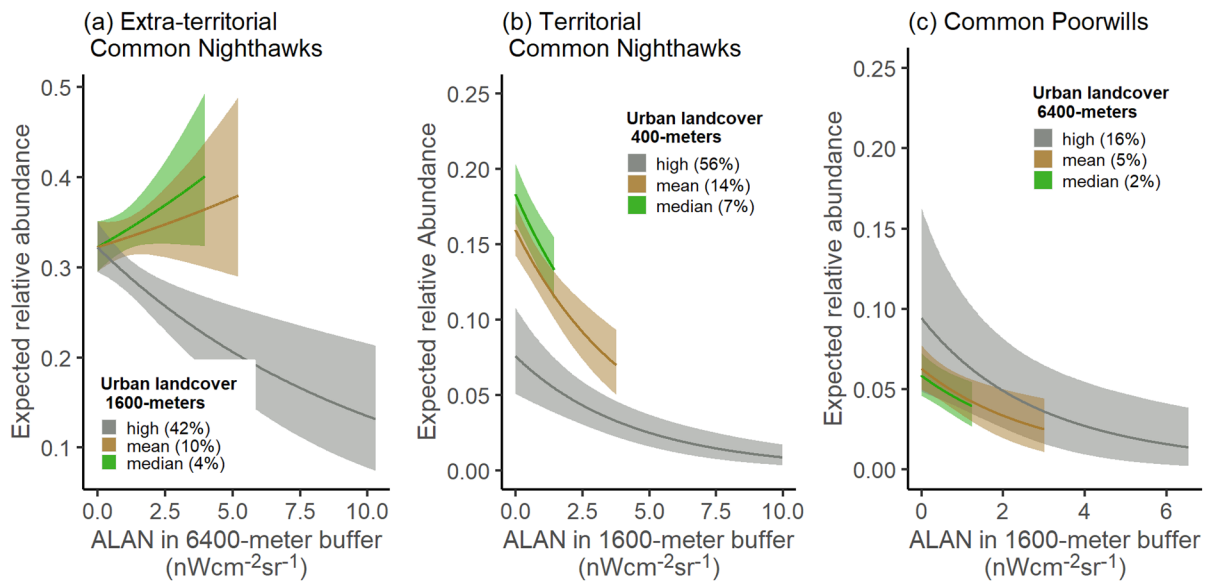 (a) Extra-territorial
Common Nighthawks
Expected relative abundance
0.5
0.4
0.3
0.2
0.1
Urban landcover
1600-meters
high (42%)
mean (10%)
median (4%)
0.0 2.5 5.0 7.5 10.0
ALAN in 6400-meter buffer
(nWcm⁻²sr⁻¹)
(b) Territorial
Common Nighthawks
Expected relative Abundance
0.25
0.20
0.15
0.10
0.05
0.00
Urban landcover
400-meters
high (56%)
mean (14%)
median (7%)
0.0 2.5 5.0 7.5 10.0
ALAN in 1600-meter buffer
(nWcm⁻²sr⁻¹)
(c) Common Poorwills
Expected relative abundance
0.25
0.20
0.15
0.10
0.05
0.00
Urban landcover
6400-meters
high (16%)
mean (5%)
median (2%)
0 2 4 6
ALAN in 1600-meter buffer
(nWcm⁻²sr⁻¹)